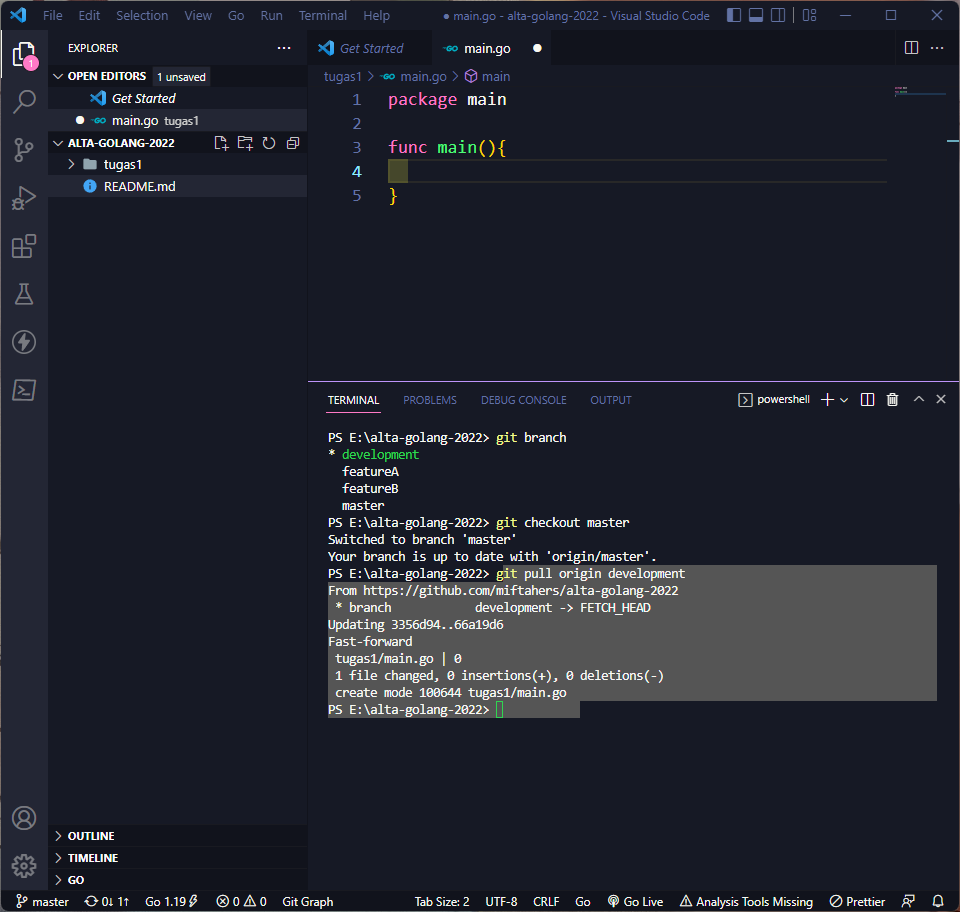 File Edit Selection View Go Run Terminal Help
● main.go - alta-golang-2022 - Visual Studio Code
EXPLORER
OPEN EDITORS 1 unsaved
Get Started
main.go tugas1
ALTA-GOLANG-2022
tugas1
README.md
OUTLINE
TIMELINE
GO
1
Get Started
main.go
tugas1 > main.go > main
1 package main
2
3 func main(){
4
5 }
TERMINAL PROBLEMS DEBUG CONSOLE OUTPUT
powershell
PS E:\alta-golang-2022> git branch
* development
featureA
featureB
master
PS E:\alta-golang-2022> git checkout master
Switched to branch 'master'
Your branch is up to date with 'origin/master'.
PS E:\alta-golang-2022> git pull origin development
From https://github.com/miftahers/alta-golang-2022
* branch            development -> FETCH_HEAD
Updating 3356d94..66a19d6
Fast-forward
tugas1/main.go | 0
1 file changed, 0 insertions(+), 0 deletions(-)
create mode 100644 tugas1/main.go
PS E:\alta-golang-2022>
master 0↓ 1↑ Go 1.19 0 0 Git Graph Tab Size: 2 UTF-8 CRLF Go Go Live Analysis Tools Missing Prettier